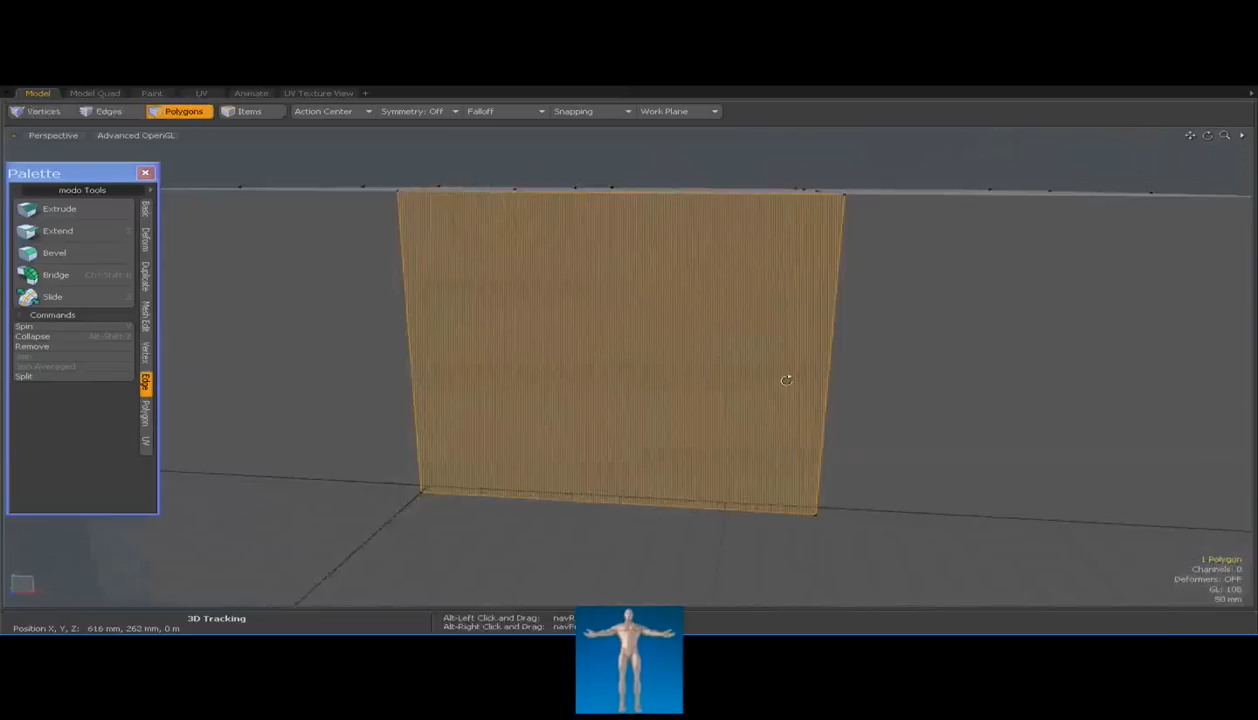 Model Model Quad Paint UV Animate UV Texture View +
Vertices Edges Polygons Items Action Center Symmetry: Off Falloff Snapping Work Plane
Perspective Advanced OpenGL
Palette
modo Tools
Extrude
Extend
Bevel
Bridge Ctrl-Shift-B
Slide
Commands
Spin V
Collapse Alt-Shift-Z
Remove
Join
Join Averaged
Split
Basic
Deform
Duplicate
Mesh Edit
Vertex
Edge
Polygon
UV
1 Polygon
Channels: 0
Deformers: OFF
GL: 108
50 mm
3D Tracking
Position X, Y, Z: 616 mm, 262 mm, 0 m
Alt-Left Click and Drag:
Alt-Right Click and Drag: